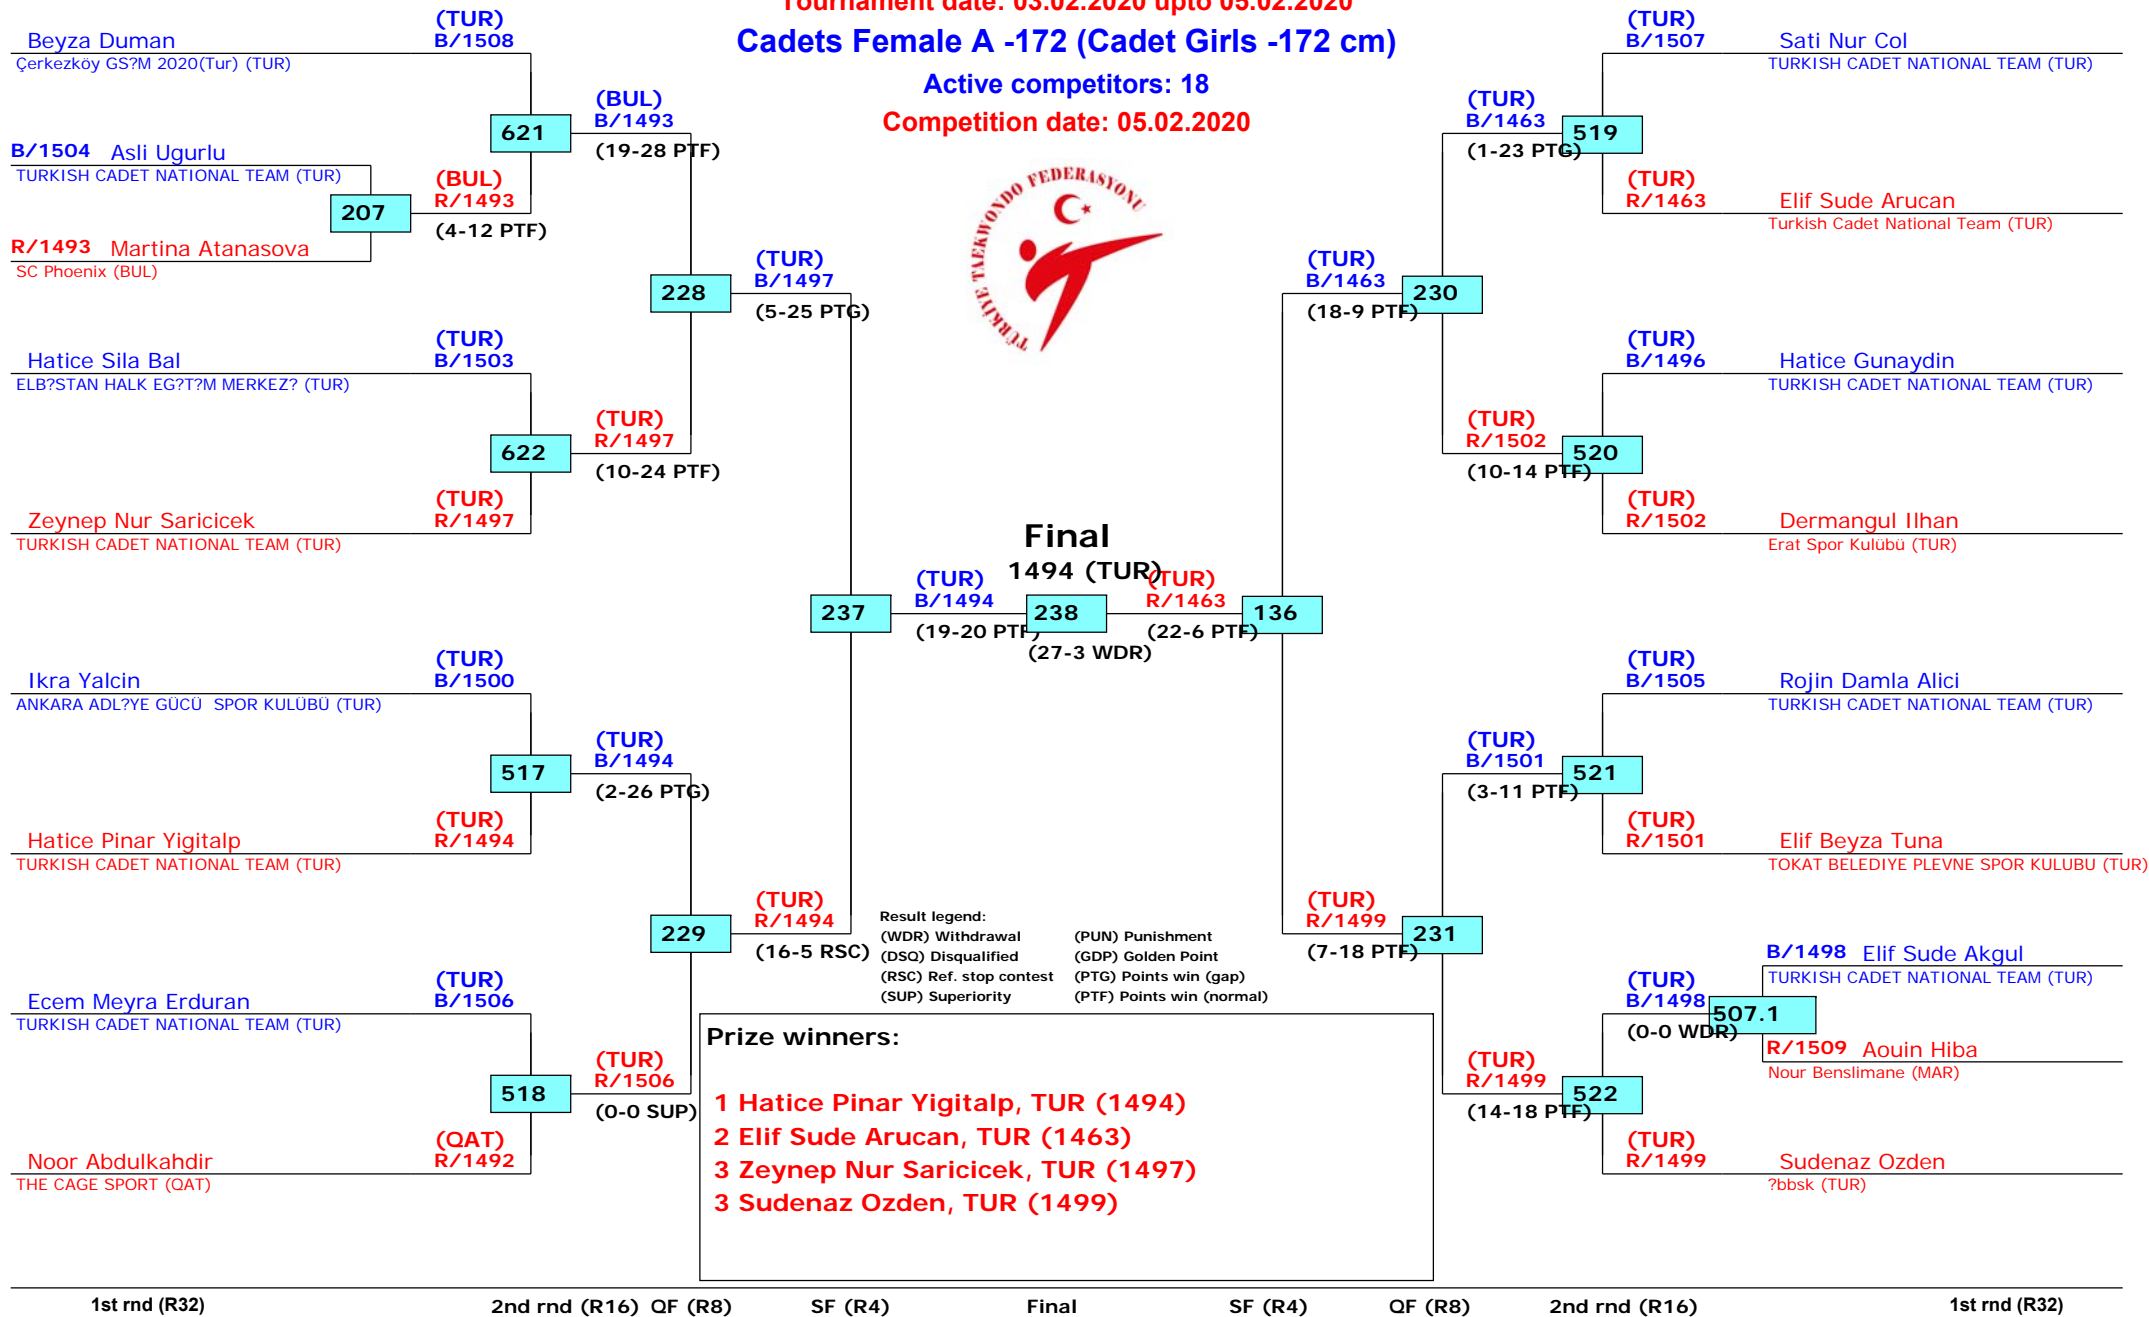 Tournament date: 03.02.2020 upto 05.02.2020
Cadets Female A -172 (Cadet Girls -172 cm)
Active competitors: 18
Competition date: 05.02.2020
TÜRKİYE TAEKWONDO FEDERASYONU
(TUR)
Beyza Duman B/1508
Çerkezköy GS?M 2020(Tur) (TUR)
621
(BUL)
B/1493
(19-28 PTF)
B/1504 Asli Ugurlu
TURKISH CADET NATIONAL TEAM (TUR)
207
(BUL)
R/1493
(4-12 PTF)
R/1493 Martina Atanasova
SC Phoenix (BUL)
228
(TUR)
B/1497
(5-25 PTG)
(TUR)
Hatice Sila Bal B/1503
ELB?STAN HALK EG?T?M MERKEZ? (TUR)
622
(TUR)
R/1497
(10-24 PTF)
(TUR)
Zeynep Nur Saricicek R/1497
TURKISH CADET NATIONAL TEAM (TUR)
237
(TUR)
B/1494
(19-20 PTF)
(TUR)
Ikra Yalcin B/1500
ANKARA ADL?YE GÜCÜ SPOR KULÜBÜ (TUR)
517
(TUR)
B/1494
(2-26 PTG)
(TUR)
Hatice Pinar Yigitalp R/1494
TURKISH CADET NATIONAL TEAM (TUR)
229
(TUR)
R/1494
(16-5 RSC)
(TUR)
Ecem Meyra Erduran B/1506
TURKISH CADET NATIONAL TEAM (TUR)
518
(TUR)
R/1506
(0-0 SUP)
(QAT)
Noor Abdulkahdir R/1492
THE CAGE SPORT (QAT)
Final
1494 (TUR)
238
(27-3 WDR)
(TUR)
R/1463
(22-6 PTF)
136
(TUR)
B/1507 Sati Nur Col
TURKISH CADET NATIONAL TEAM (TUR)
(TUR)
B/1463
(1-23 PTG)
519
(TUR)
R/1463 Elif Sude Arucan
Turkish Cadet National Team (TUR)
(TUR)
B/1463
(18-9 PTF)
230
(TUR)
B/1496 Hatice Gunaydin
TURKISH CADET NATIONAL TEAM (TUR)
(TUR)
R/1502
(10-14 PTF)
520
(TUR)
R/1502 Dermangul Ilhan
Erat Spor Kulübü (TUR)
(TUR)
B/1505 Rojin Damla Alici
TURKISH CADET NATIONAL TEAM (TUR)
(TUR)
B/1501
(3-11 PTF)
521
(TUR)
R/1501 Elif Beyza Tuna
TOKAT BELEDIYE PLEVNE SPOR KULUBU (TUR)
(TUR)
R/1499
(7-18 PTF)
231
B/1498 Elif Sude Akgul
TURKISH CADET NATIONAL TEAM (TUR)
(TUR)
B/1498
(0-0 WDR)
507.1
R/1509 Aouin Hiba
Nour Benslimane (MAR)
(TUR)
R/1499
(14-18 PTF)
522
(TUR)
R/1499 Sudenaz Ozden
?bbsk (TUR)
Result legend:
(WDR) Withdrawal (PUN) Punishment
(DSQ) Disqualified (GDP) Golden Point
(RSC) Ref. stop contest (PTG) Points win (gap)
(SUP) Superiority (PTF) Points win (normal)
Prize winners:
1 Hatice Pinar Yigitalp, TUR (1494)
2 Elif Sude Arucan, TUR (1463)
3 Zeynep Nur Saricicek, TUR (1497)
3 Sudenaz Ozden, TUR (1499)
1st rnd (R32) 2nd rnd (R16) QF (R8) SF (R4) Final SF (R4) QF (R8) 2nd rnd (R16) 1st rnd (R32)